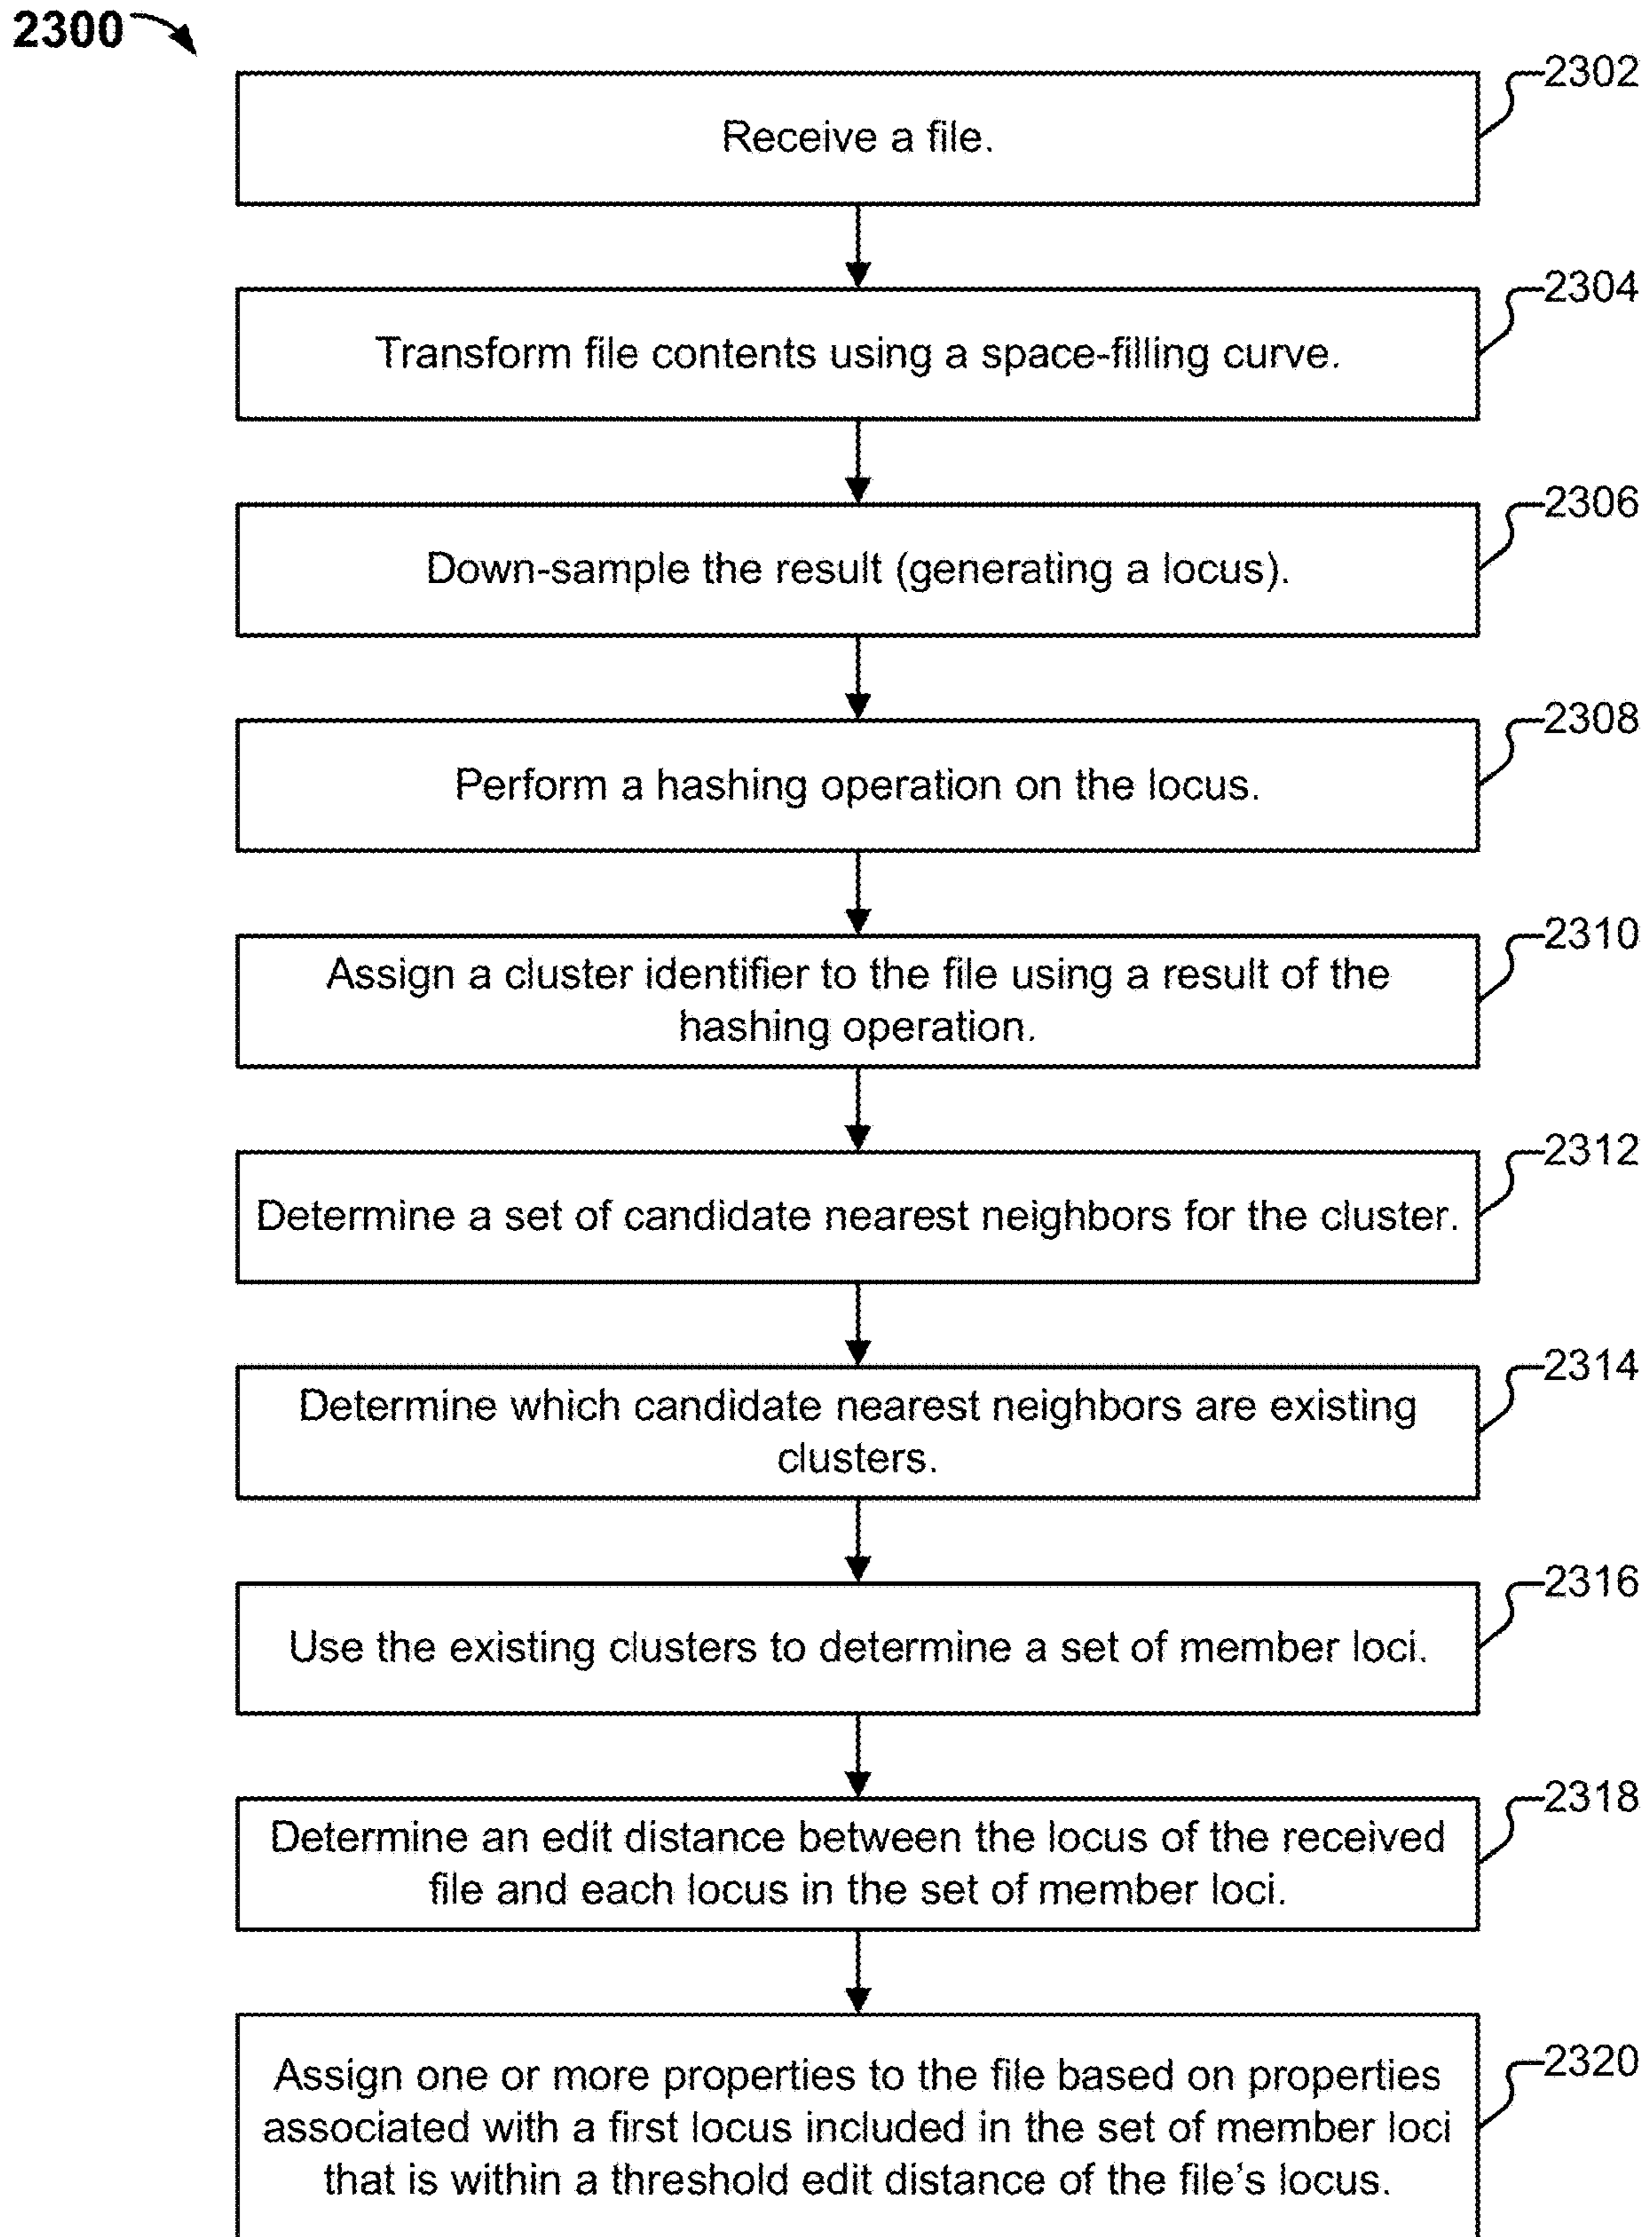 2300
2302
Receive a file.
2304
Transform file contents using a space-filling curve.
2306
Down-sample the result (generating a locus).
2308
Perform a hashing operation on the locus.
2310
Assign a cluster identifier to the file using a result of the
hashing operation.
2312
Determine a set of candidate nearest neighbors for the cluster.
2314
Determine which candidate nearest neighbors are existing
clusters.
2316
Use the existing clusters to determine a set of member loci.
2318
Determine an edit distance between the locus of the received
file and each locus in the set of member loci.
2320
Assign one or more properties to the file based on properties
associated with a first locus included in the set of member loci
that is within a threshold edit distance of the file's locus.